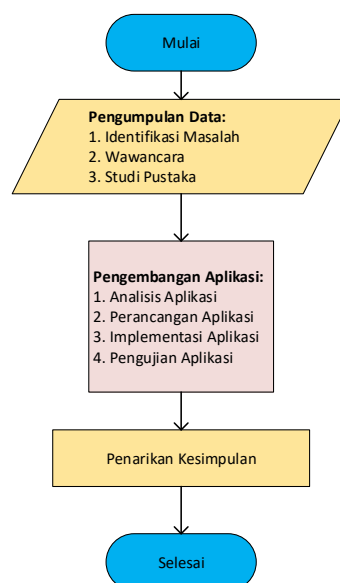 Mulai
Pengumpulan Data:
1. Identifikasi Masalah
2. Wawancara
3. Studi Pustaka
Pengembangan Aplikasi:
1. Analisis Aplikasi
2. Perancangan Aplikasi
3. Implementasi Aplikasi
4. Pengujian Aplikasi
Penarikan Kesimpulan
Selesai